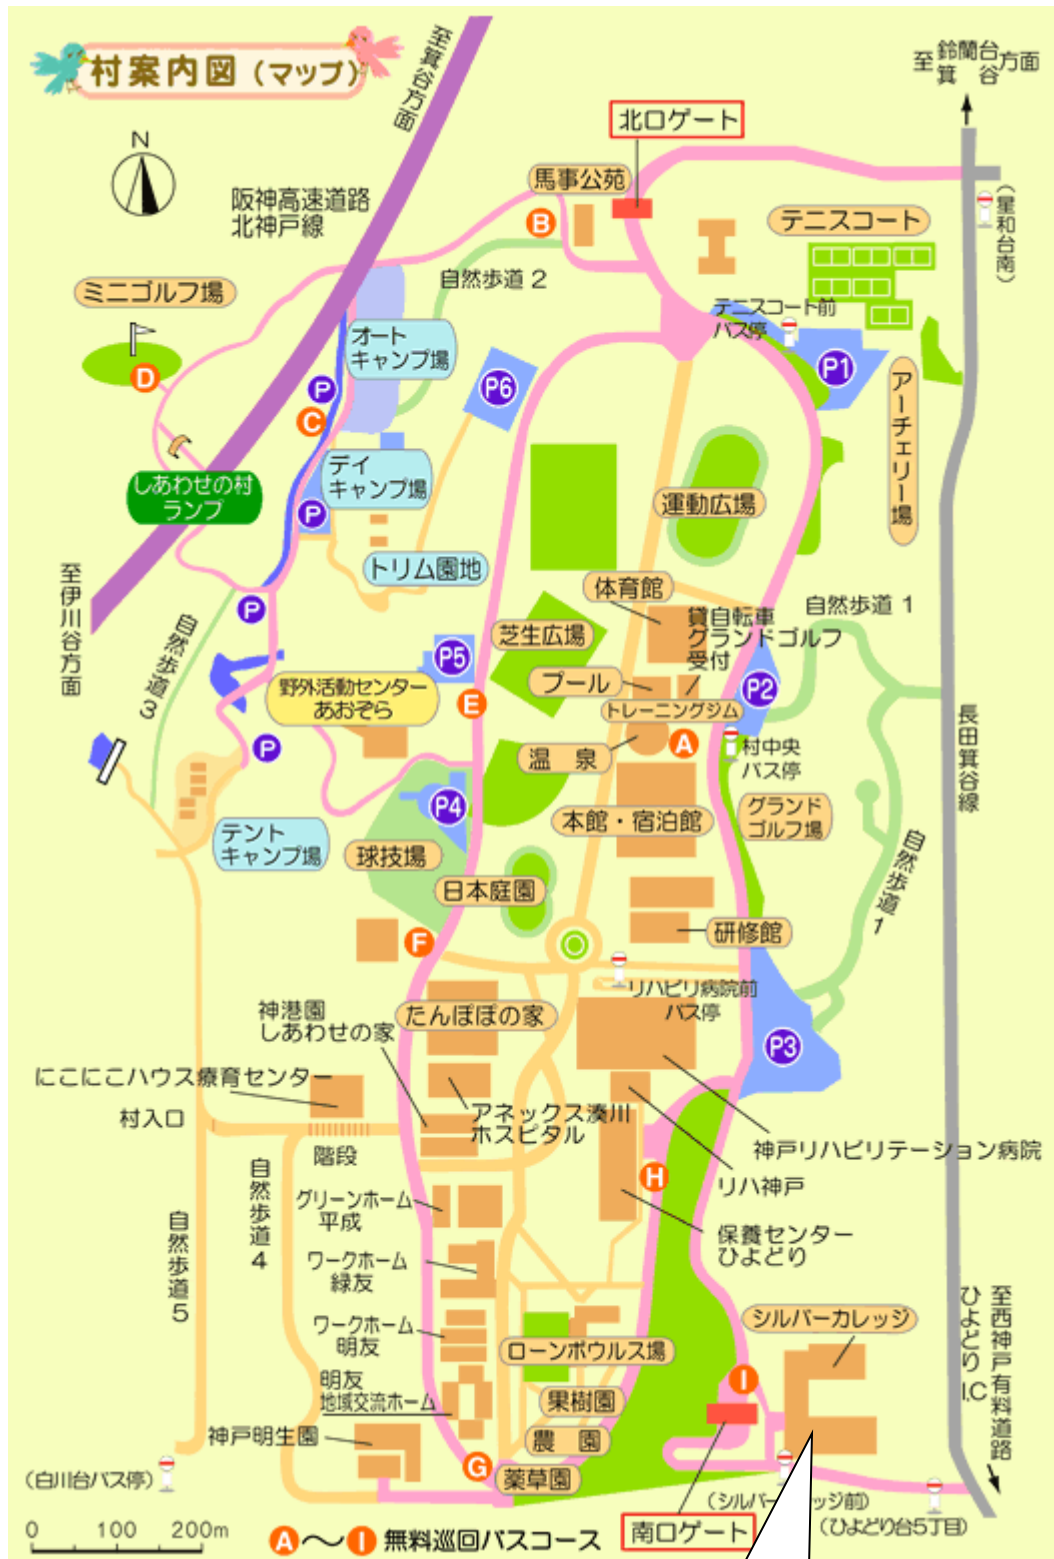 村案内図（マップ）
至箕谷方面
至 鈴蘭台 箕谷 方面
N
北口ゲート
阪神高速道路
北神戸線
馬事公苑
B
テニスコート
（星和台南）
自然歩道2
ミニゴルフ場
D
オート
キャンプ場
テニスコート前
バス停
P1
P6
P
C
アーチェリー場
デイ
キャンプ場
しあわせの村
ランプ
P
運動広場
トリム園地
至伊川谷方面
P
自然歩道3
体育館
自然歩道1
貸自転車
グランドゴルフ
受付
芝生広場
P5
プール
P2
野外活動センター
あおぞら
E
トレーニングジム
P
A
温　泉
村中央
バス停
長田箕谷線
P4
本館・宿泊館
グランド
ゴルフ場
テント
キャンプ場
球技場
自然歩道1
日本庭園
研修館
F
リハビリ病院前
バス停
神港園
しあわせの家
たんぽぽの家
P3
にこにこハウス療育センター
村入口
アネックス湊川
ホスピタル
階段
神戸リハビリテーション病院
リハ神戸
H
自然歩道4
自然歩道5
グリーンホーム
平成
保養センター
ひよどり
ワークホーム
緑友
ワークホーム
明友
シルバーカレッジ
至西神戸有料道路
ひよどりI.C
ローンボウルス場
明友
地域交流ホーム
I
果樹園
神戸明生園
農　園
G
薬草園
（白川台バス停）
（シルバー ッジ前）
（ひよどり台5丁目）
南口ゲート
0 100 200m
A～I 無料巡回バスコース